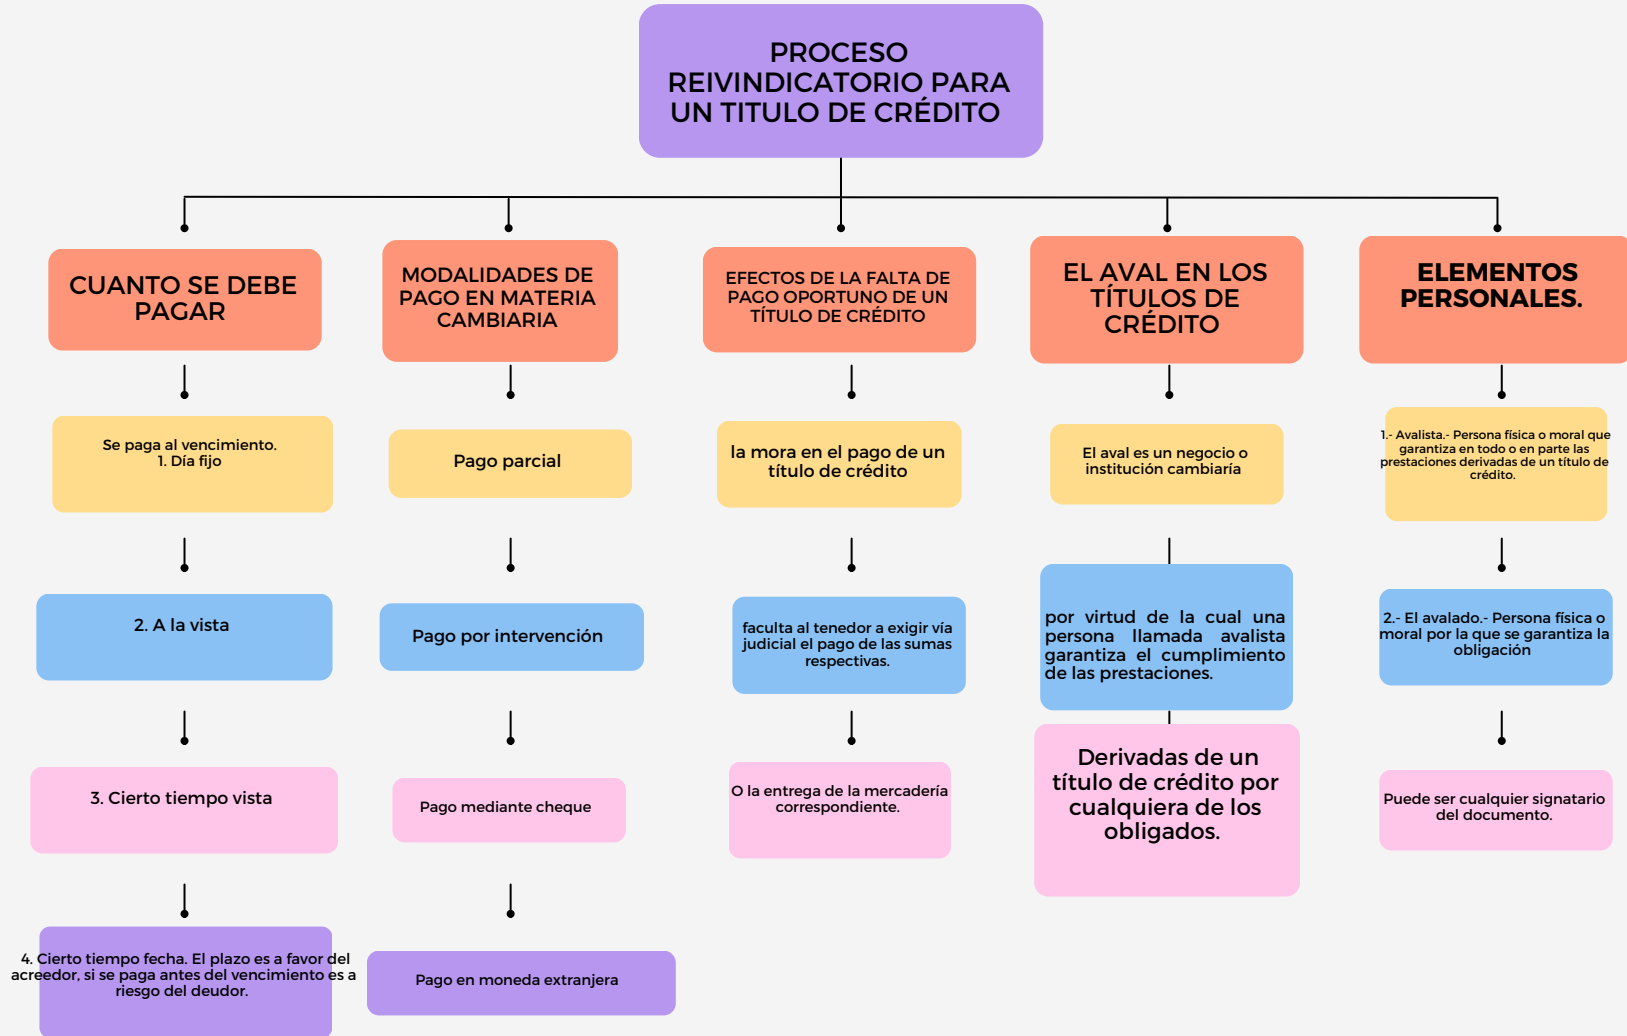 PROCESO
REIVINDICATORIO PARA
UN TITULO DE CRÉDITO
CUANTO SE DEBE
PAGAR
Se paga al vencimiento.
1. Día fijo
2. A la vista
3. Cierto tiempo vista
4. Cierto tiempo fecha. El plazo es a favor del
acreedor, si se paga antes del vencimiento es a
riesgo del deudor.
MODALIDADES DE
PAGO EN MATERIA
CAMBIARIA
Pago parcial
Pago por intervención
Pago mediante cheque
Pago en moneda extranjera
EFECTOS DE LA FALTA DE
PAGO OPORTUNO DE UN
TÍTULO DE CRÉDITO
la mora en el pago de un
título de crédito
faculta al tenedor a exigir vía
judicial el pago de las sumas
respectivas.
O la entrega de la mercadería
correspondiente.
EL AVAL EN LOS
TÍTULOS DE
CRÉDITO
El aval es un negocio o
institución cambiaría
por virtud de la cual una
persona llamada avalista
garantiza el cumplimiento
de las prestaciones.
Derivadas de un
título de crédito por
cualquiera de los
obligados.
ELEMENTOS
PERSONALES.
1.- Avalista.- Persona física o moral que
garantiza en todo o en parte las
prestaciones derivadas de un título de
crédito.
2.- El avalado.- Persona física o
moral por la que se garantiza la
obligación
Puede ser cualquier signatario
del documento.